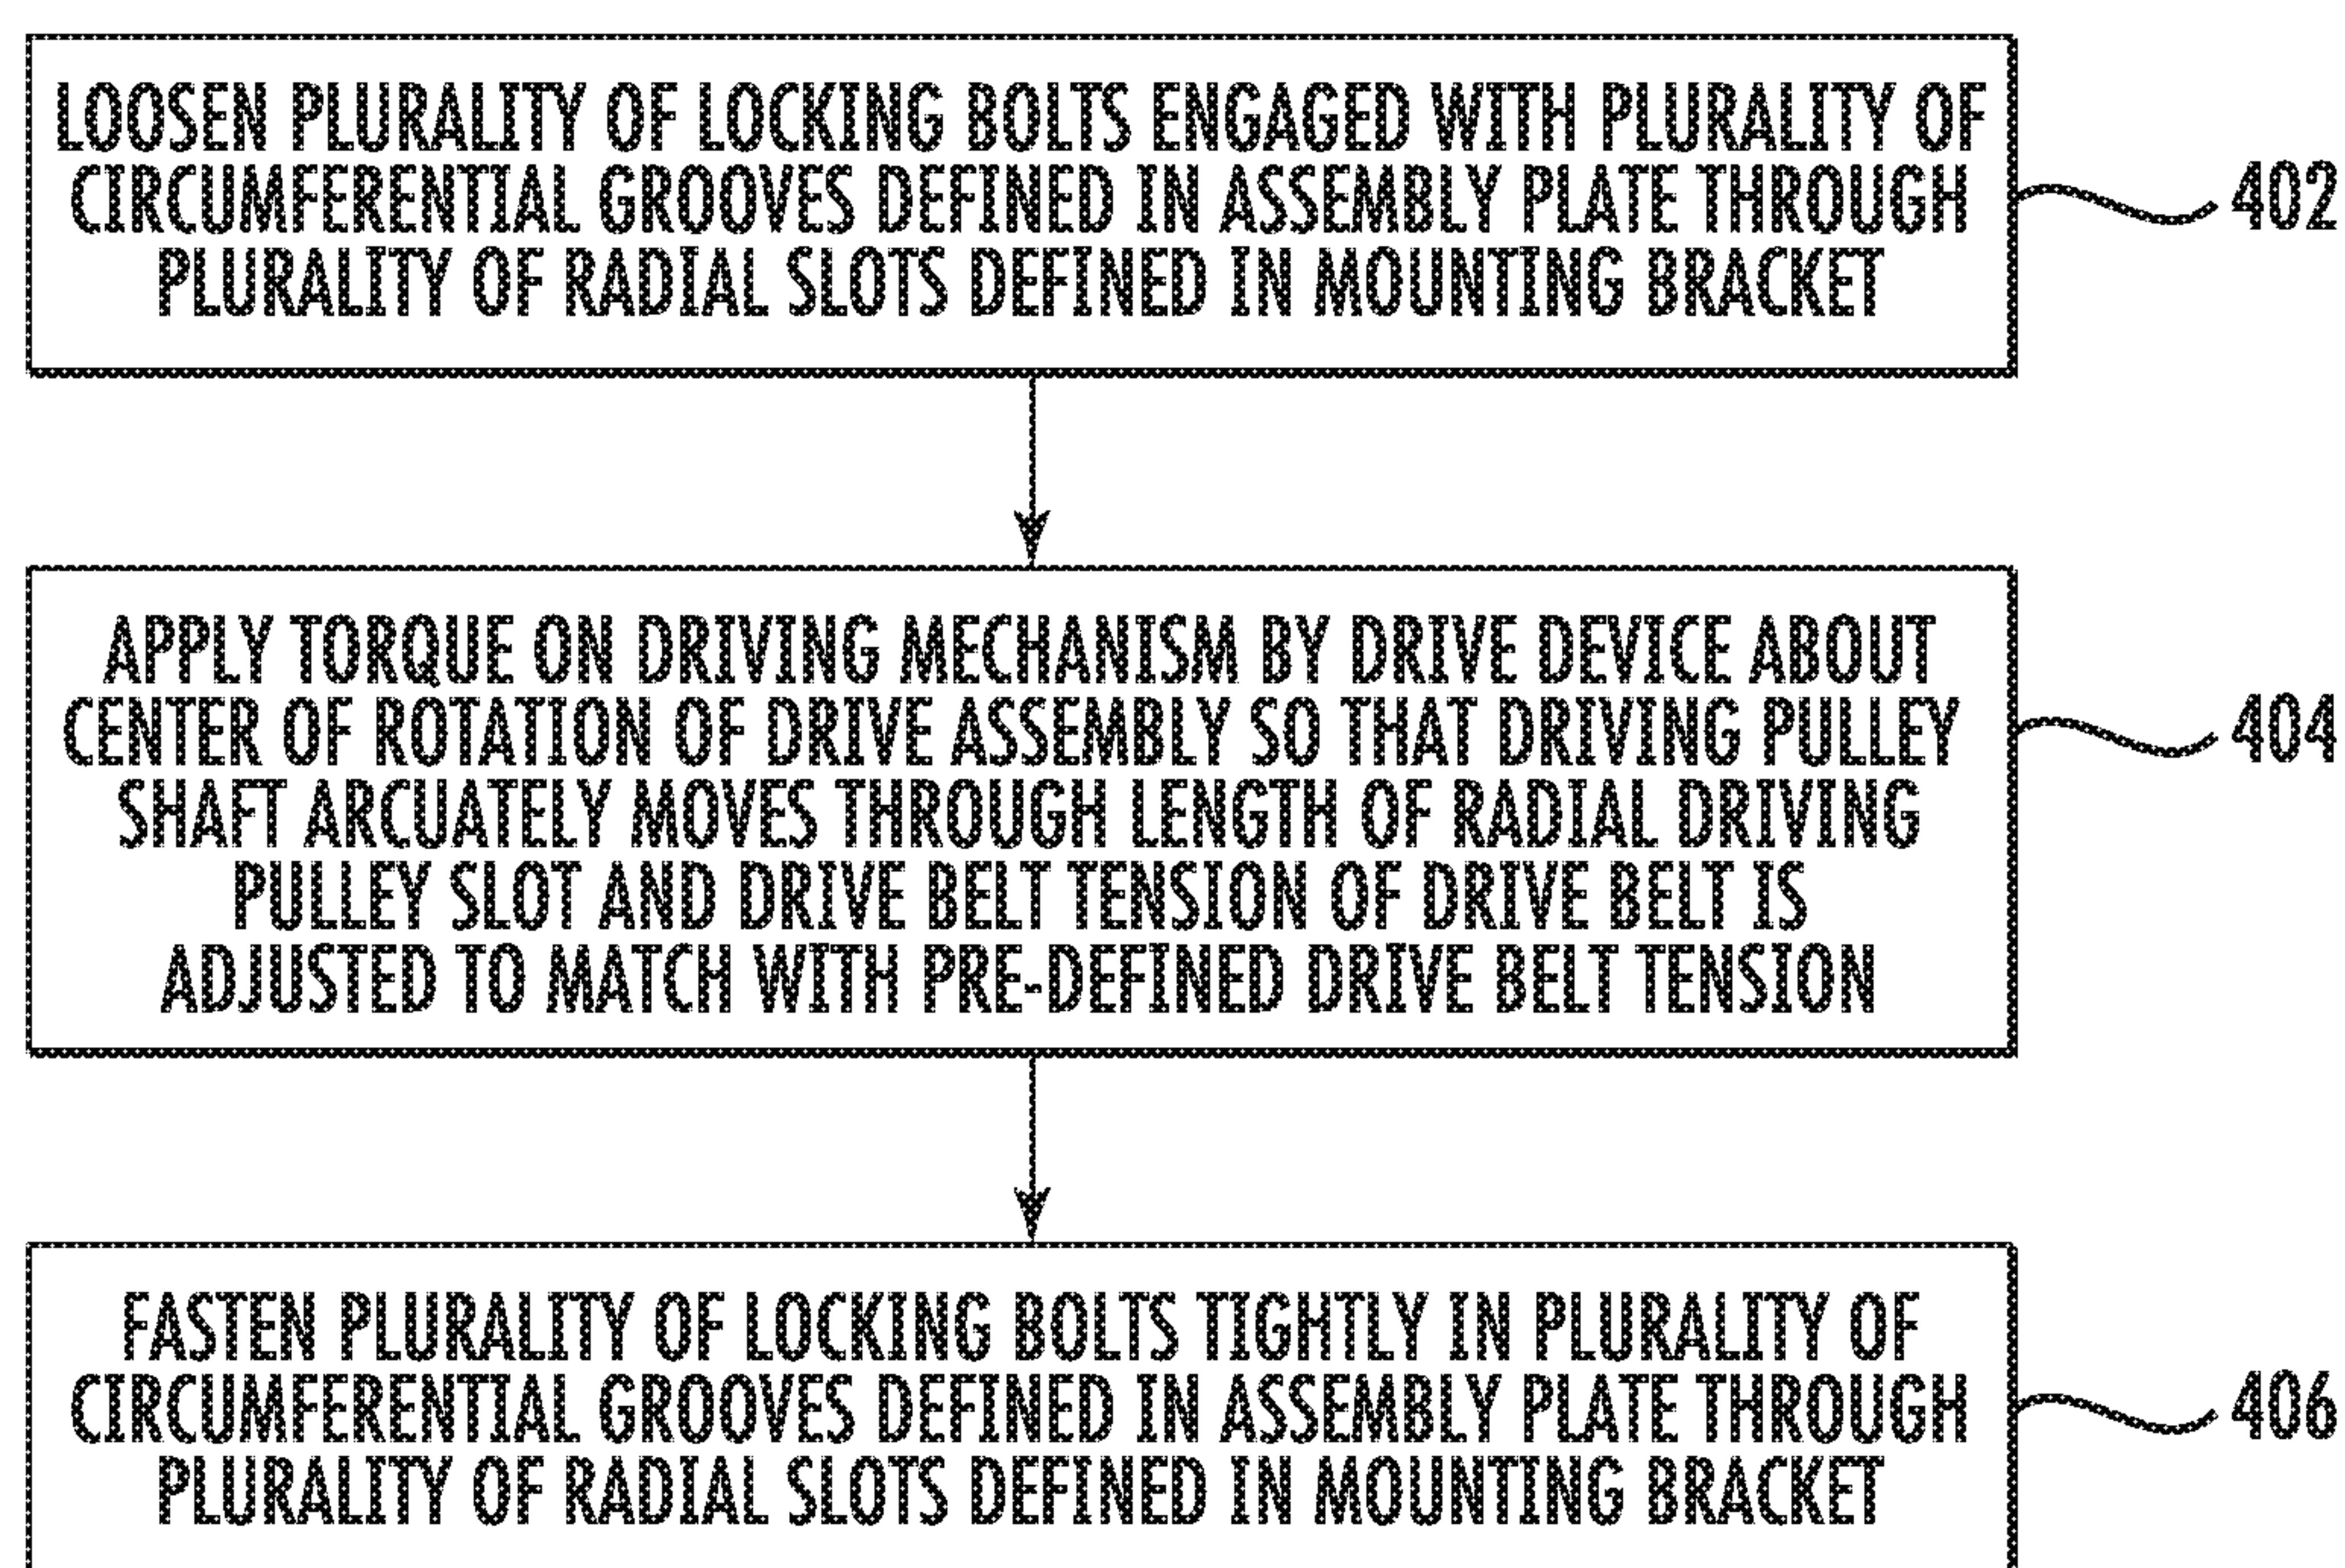 LOOSEN PLURALITY OF LOCKING BOLTS ENGAGED WITH PLURALITY OF
CIRCUMFERENTIAL GROOVES DEFINED IN ASSEMBLY PLATE THROUGH
PLURALITY OF RADIAL SLOTS DEFINED IN MOUNTING BRACKET
402
APPLY TORQUE ON DRIVING MECHANISM BY DRIVE DEVICE ABOUT
CENTER OF ROTATION OF DRIVE ASSEMBLY SO THAT DRIVING PULLEY
SHAFT ARCUATELY MOVES THROUGH LENGTH OF RADIAL DRIVING
PULLEY SLOT AND DRIVE BELT TENSION OF DRIVE BELT IS
ADJUSTED TO MATCH WITH PRE-DEFINED DRIVE BELT TENSION
404
FASTEN PLURALITY OF LOCKING BOLTS TIGHTLY IN PLURALITY OF
CIRCUMFERENTIAL GROOVES DEFINED IN ASSEMBLY PLATE THROUGH
PLURALITY OF RADIAL SLOTS DEFINED IN MOUNTING BRACKET
406